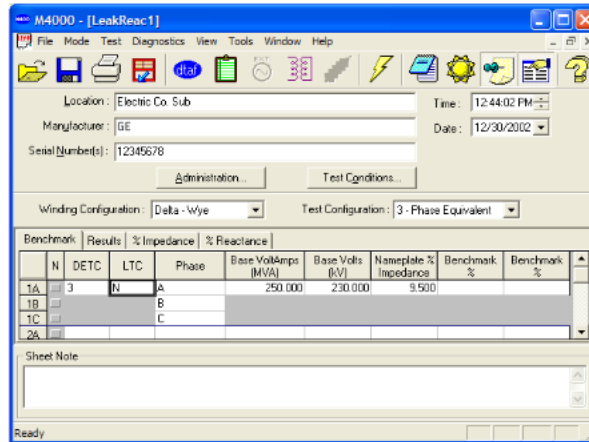 M4000 - [LeakReac1]
File Mode Test Diagnostics View Tools Window Help
dtaf
Location : Electric Co. Sub Time : 12:44:02 PM
Manufacturer : GE Date : 12/30/2002
Serial Number(s) : 12345678
Administration... Test Conditions...
Winding Configuration : Delta - Wye Test Configuration : 3 - Phase Equivalent
Benchmark Results % Impedance % Reactance
N DETC LTC Phase Base VoltAmps (MVA) Base Volts (kV) Nameplate % Impedance Benchmark % Benchmark %
1A 3 N A 250.000 230.000 9.500
1B B
1C C
2A
Sheet Note
Ready